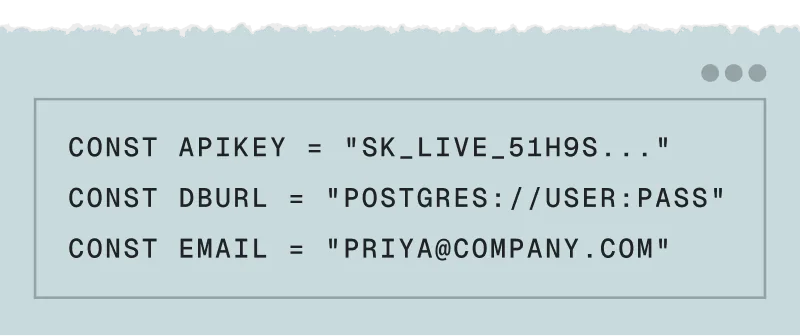 CONST APIKEY = "SK_LIVE_51H9S..."
CONST DBURL = "POSTGRES://USER:PASS"
CONST EMAIL = "PRIYA@COMPANY.COM"